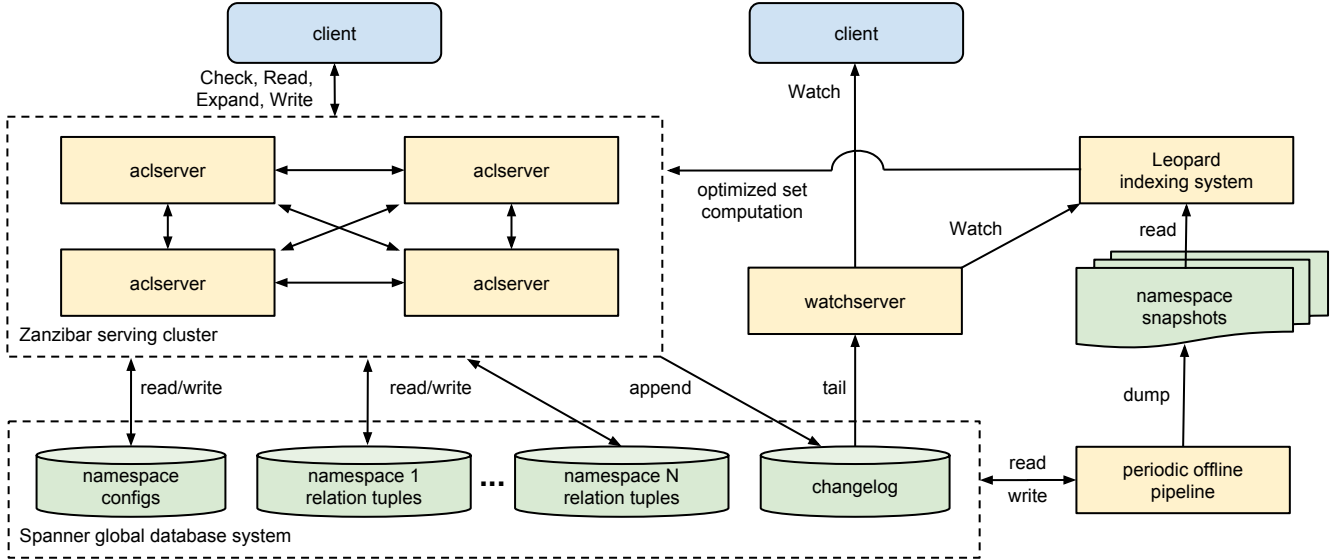 client
client
Check, Read,
Expand, Write
Watch
aclserver
aclserver
Leopard
indexing system
optimized set
computation
Watch
read
aclserver
aclserver
watchserver
namespace
snapshots
Zanzibar serving cluster
read/write
read/write
append
tail
dump
namespace
configs
namespace 1
relation tuples
...
namespace N
relation tuples
changelog
read
write
periodic offline
pipeline
Spanner global database system